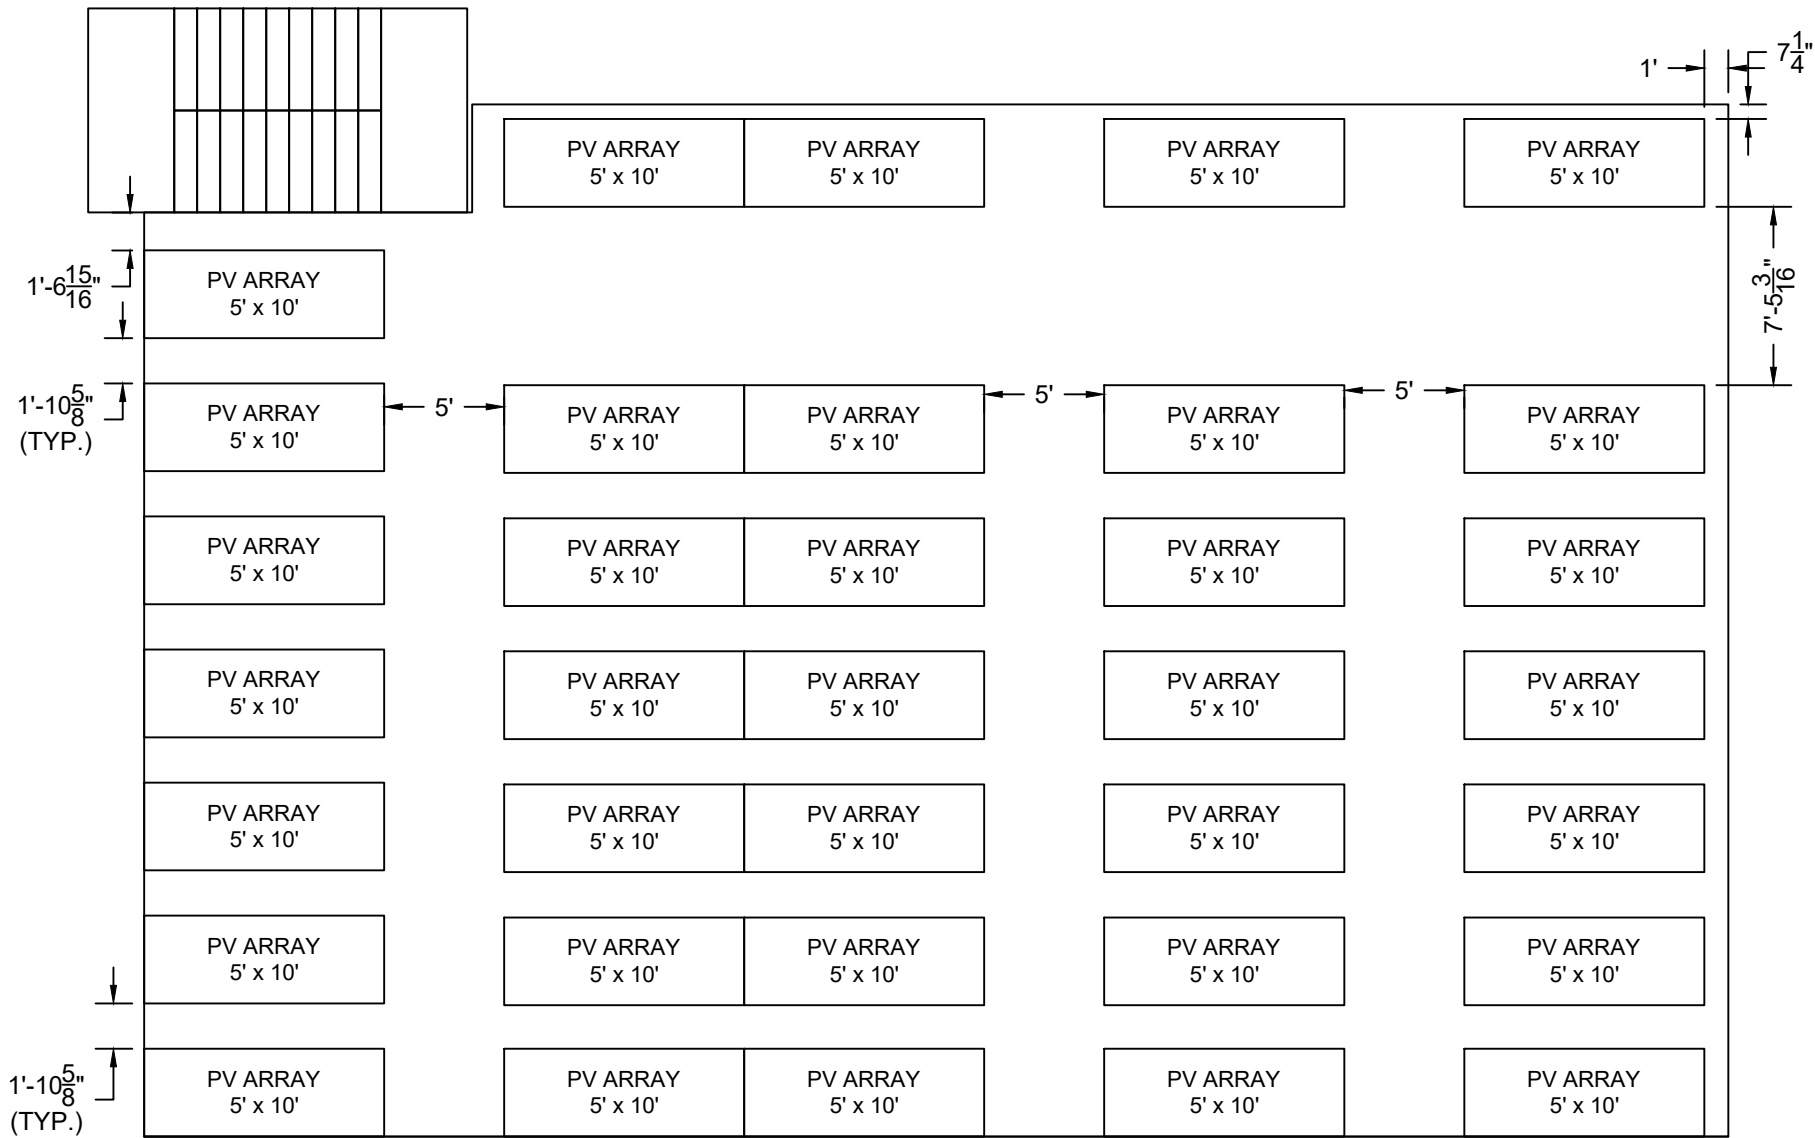 1'
7 1/4"
PV ARRAY
5' x 10'
PV ARRAY
5' x 10'
PV ARRAY
5' x 10'
PV ARRAY
5' x 10'
1'-6 15/16"
PV ARRAY
5' x 10'
7'-5 3/16"
1'-10 5/8"
(TYP.)
PV ARRAY
5' x 10'
5'
PV ARRAY
5' x 10'
PV ARRAY
5' x 10'
5'
PV ARRAY
5' x 10'
5'
PV ARRAY
5' x 10'
PV ARRAY
5' x 10'
PV ARRAY
5' x 10'
PV ARRAY
5' x 10'
PV ARRAY
5' x 10'
PV ARRAY
5' x 10'
PV ARRAY
5' x 10'
PV ARRAY
5' x 10'
PV ARRAY
5' x 10'
PV ARRAY
5' x 10'
PV ARRAY
5' x 10'
PV ARRAY
5' x 10'
PV ARRAY
5' x 10'
PV ARRAY
5' x 10'
PV ARRAY
5' x 10'
PV ARRAY
5' x 10'
PV ARRAY
5' x 10'
PV ARRAY
5' x 10'
PV ARRAY
5' x 10'
PV ARRAY
5' x 10'
PV ARRAY
5' x 10'
1'-10 5/8"
(TYP.)
PV ARRAY
5' x 10'
PV ARRAY
5' x 10'
PV ARRAY
5' x 10'
PV ARRAY
5' x 10'
PV ARRAY
5' x 10'